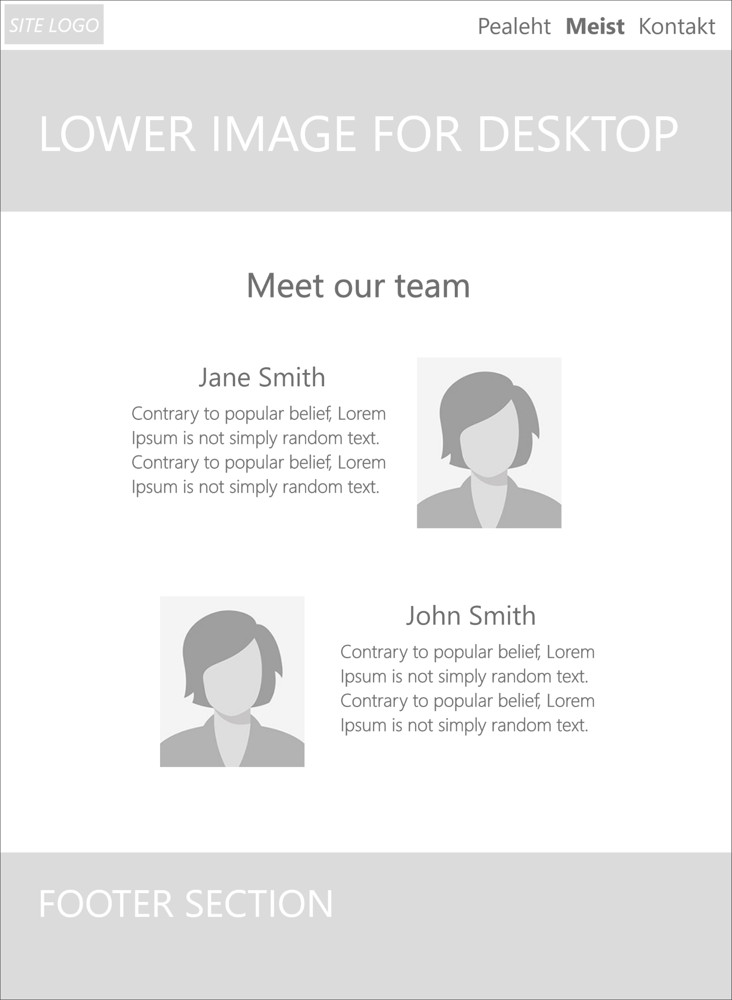 SITE LOGO
Pealeht Meist Kontakt
LOWER IMAGE FOR DESKTOP
Meet our team
Jane Smith
Contrary to popular belief, Lorem
Ipsum is not simply random text.
Contrary to popular belief, Lorem
Ipsum is not simply random text.
John Smith
Contrary to popular belief, Lorem
Ipsum is not simply random text.
Contrary to popular belief, Lorem
Ipsum is not simply random text.
FOOTER SECTION